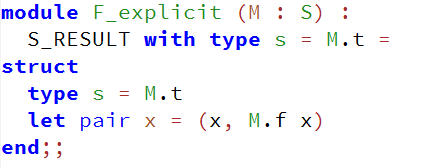 module F_explicit (M : S) :
S_RESULT with type s = M.t =
struct
type s = M.t
let pair x = (x, M.f x)
end;;